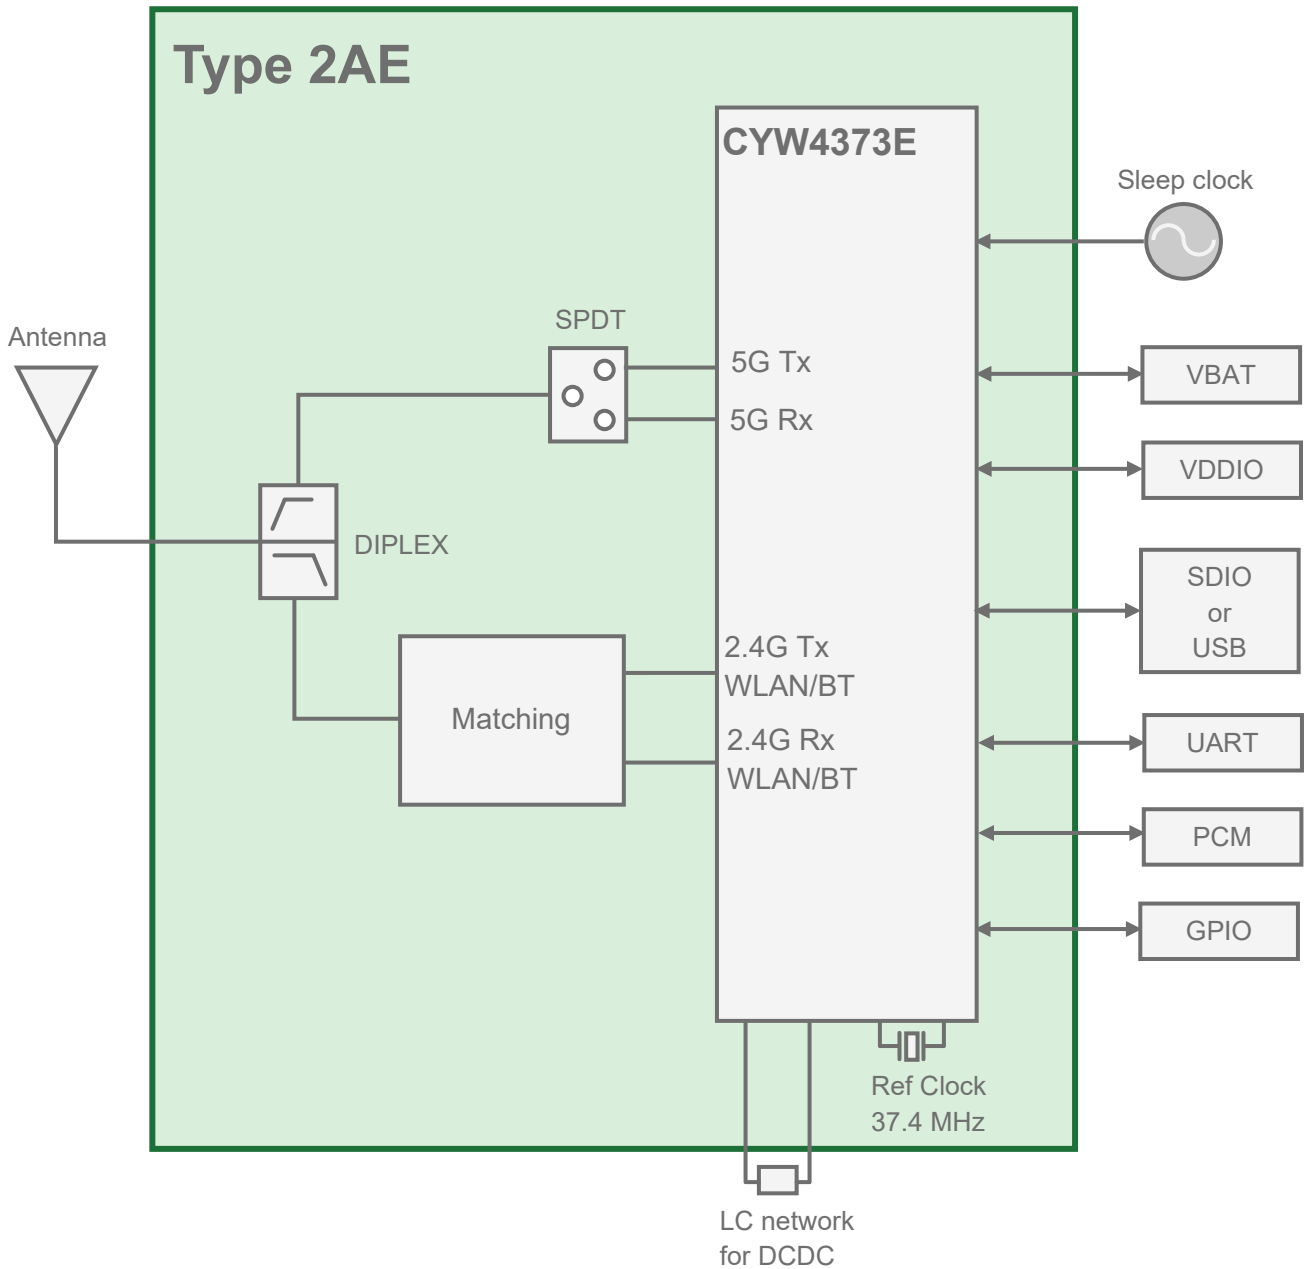 Type 2AE
CYW4373E
Sleep clock
Antenna
SPDT
5G Tx
5G Rx
VBAT
VDDIO
DIPLEX
SDIO
or
USB
2.4G Tx
WLAN/BT
Matching
2.4G Rx
WLAN/BT
UART
PCM
GPIO
Ref Clock
37.4 MHz
LC network
for DCDC